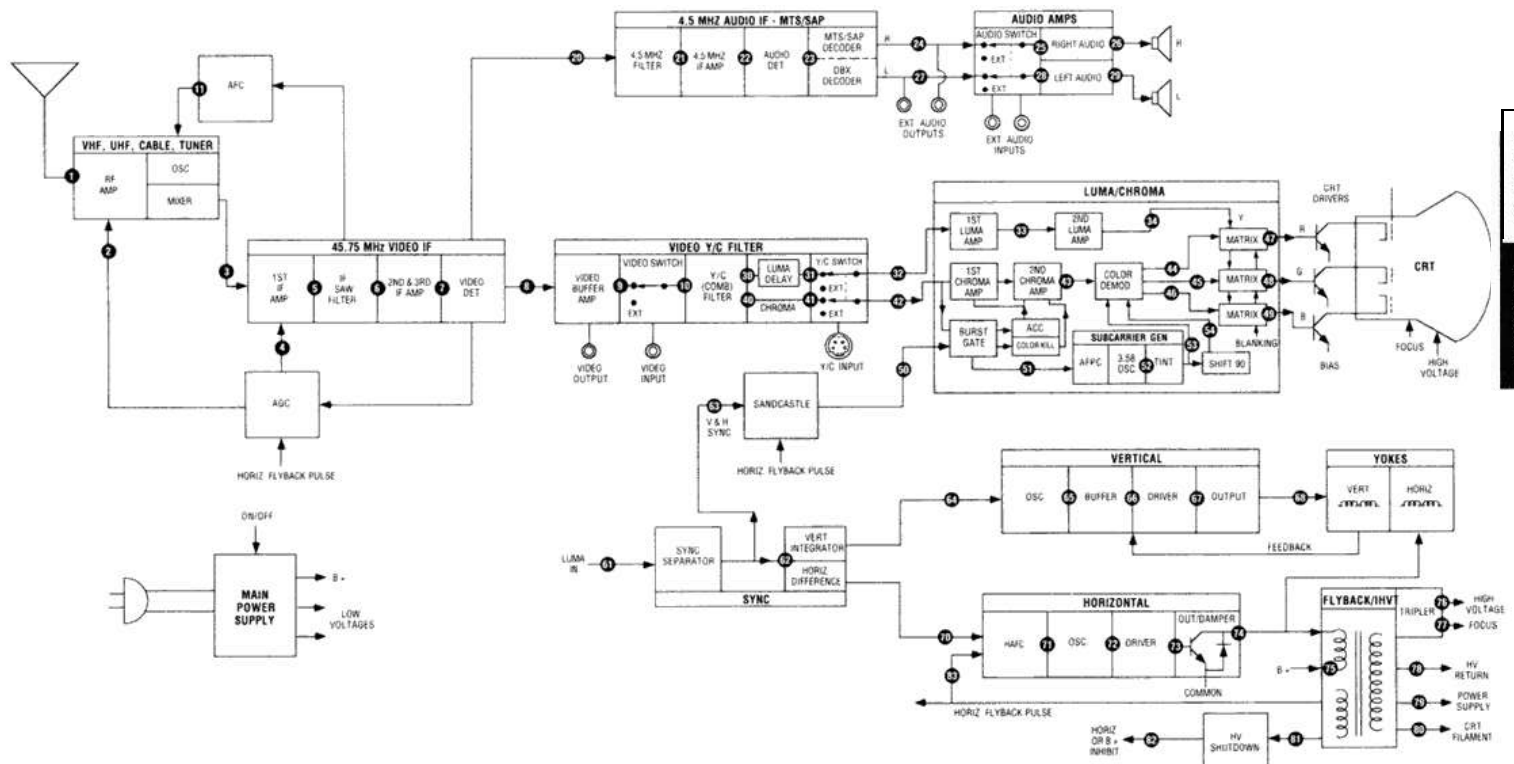 4.5 MHZ AUDIO IF - MTS/SAP
4.5 MHZ
FILTER
4.5 MHZ
IF AMP
AUDIO
DET
MTS/SAP
DECODER
DBX
DECODER
20
21
22
23
R
L
24
27
EXT AUDIO
OUTPUTS
AUDIO AMPS
AUDIO SWITCH
EXT
EXT
25
RIGHT AUDIO
26
R
28
LEFT AUDIO
29
L
EXT AUDIO
INPUTS
11
AFC
VHF, UHF, CABLE, TUNER
1
RF
AMP
OSC
MIXER
2
3
45.75 MHz VIDEO IF
1ST
IF
AMP
5
IF
SAW
FILTER
6
2ND & 3RD
IF AMP
7
VIDEO
DET
8
4
AGC
HORIZ FLYBACK PULSE
VIDEO Y/C FILTER
VIDEO
BUFFER
AMP
9
VIDEO SWITCH
EXT
10
Y/C
(COMB)
FILTER
30
LUMA
DELAY
31
40
CHROMA
41
Y/C SWITCH
EXT
EXT
32
42
VIDEO
OUTPUT
VIDEO
INPUT
Y/C INPUT
LUMA/CHROMA
1ST
LUMA
AMP
33
2ND
LUMA
AMP
34
Y
MATRIX
47
1ST
CHROMA
AMP
2ND
CHROMA
AMP
43
COLOR
DEMOD
44
45
46
MATRIX
48
MATRIX
49
BURST
GATE
ACC
COLOR KILL
SUBCARRIER GEN
AFPC
3.58
OSC
52
TINT
53
54
SHIFT 90
BLANKING
50
51
CRT
DRIVERS
R
G
B
BIAS
CRT
FOCUS
HIGH
VOLTAGE
63
V & H
SYNC
SANDCASTLE
HORIZ FLYBACK PULSE
VERTICAL
64
OSC
65
BUFFER
66
DRIVER
67
OUTPUT
68
FEEDBACK
YOKES
VERT
HORIZ
ON/OFF
MAIN
POWER
SUPPLY
B +
LOW
VOLTAGES
LUMA
IN
61
SYNC
SEPARATOR
62
VERT
INTEGRATOR
HORIZ
DIFFERENCE
SYNC
HORIZONTAL
70
HAFC
71
OSC
72
DRIVER
73
OUT/DAMPER
74
COMMON
83
HORIZ FLYBACK PULSE
FLYBACK/IHVT
B +
75
TRIPLER
76
HIGH
VOLTAGE
77
FOCUS
78
HV
RETURN
79
POWER
SUPPLY
80
CRT
FILAMENT
HORIZ
OR B +
INHIBIT
82
HV
SHUTDOWN
81